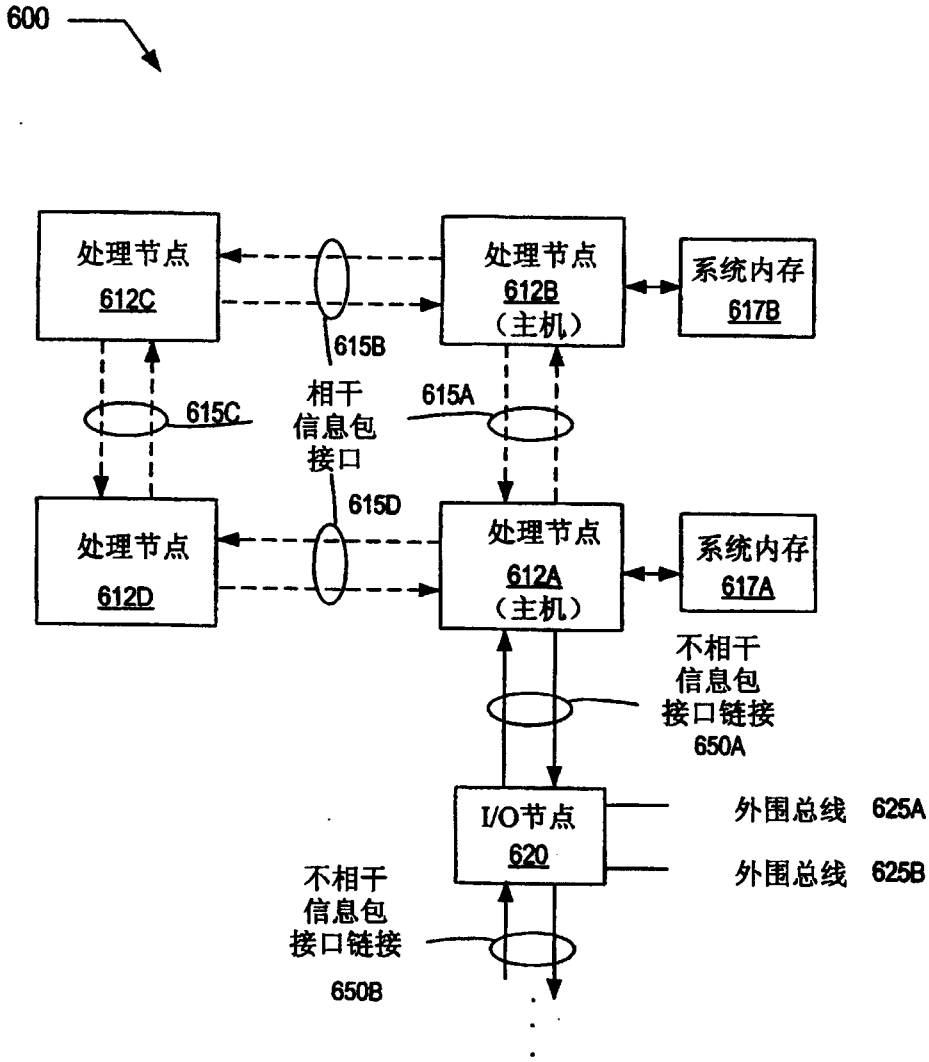 600
处理节点
612C
处理节点
612B
（主机）
系统内存
617B
615B
615C
相干
信息包
接口
615A
615D
处理节点
612D
处理节点
612A
（主机）
系统内存
617A
不相干
信息包
接口链接
650A
I/O节点
620
外围总线 625A
外围总线 625B
不相干
信息包
接口链接
650B